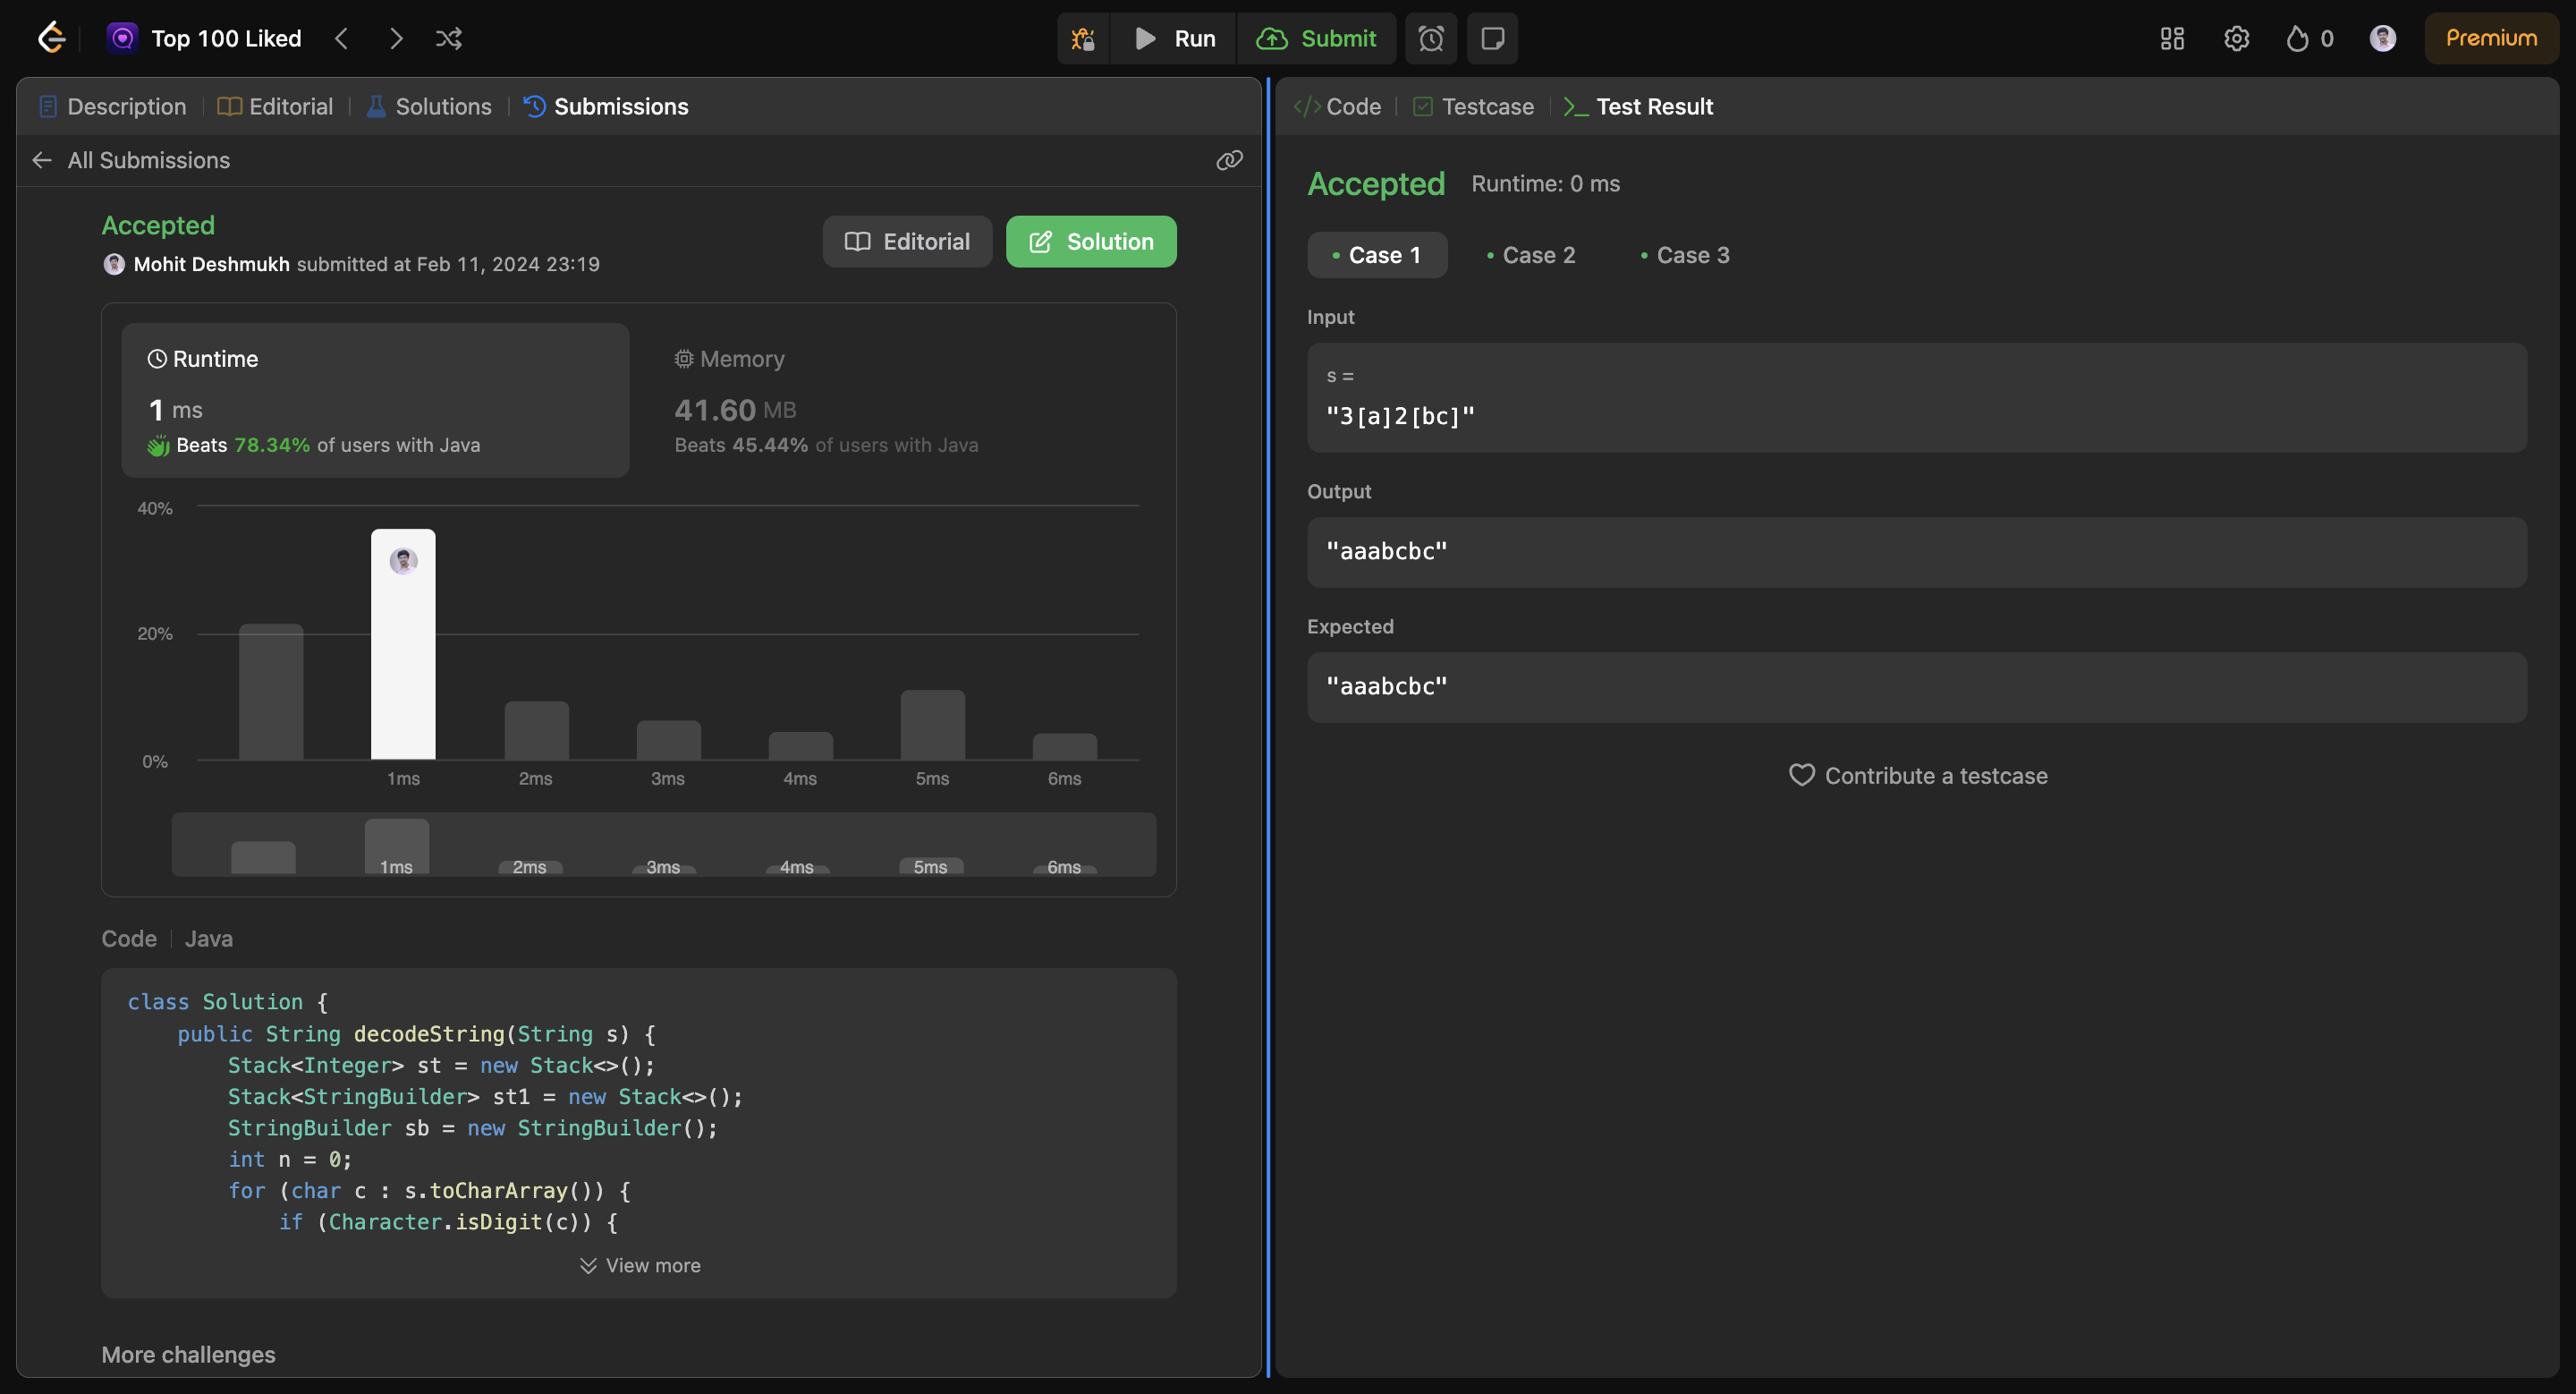 Top 100 Liked
Run
Submit
0
Premium
Description
Editorial
Solutions
Submissions
All Submissions
Accepted
Editorial
Solution
Mohit Deshmukh submitted at Feb 11, 2024 23:19
Runtime
1 ms
Beats 78.34% of users with Java
Memory
41.60 MB
Beats 45.44% of users with Java
40%
20%
0%
1ms 2ms 3ms 4ms 5ms 6ms
1ms 2ms 3ms 4ms 5ms 6ms
Code
Java
class Solution {
    public String decodeString(String s) {
        Stack<Integer> st = new Stack<>();
        Stack<StringBuilder> st1 = new Stack<>();
        StringBuilder sb = new StringBuilder();
        int n = 0;
        for (char c : s.toCharArray()) {
            if (Character.isDigit(c)) {
View more
More challenges
</> Code
Testcase
>_ Test Result
Accepted Runtime: 0 ms
• Case 1 • Case 2 • Case 3
Input
s =
"3[a]2[bc]"
Output
"aaabcbc"
Expected
"aaabcbc"
Contribute a testcase